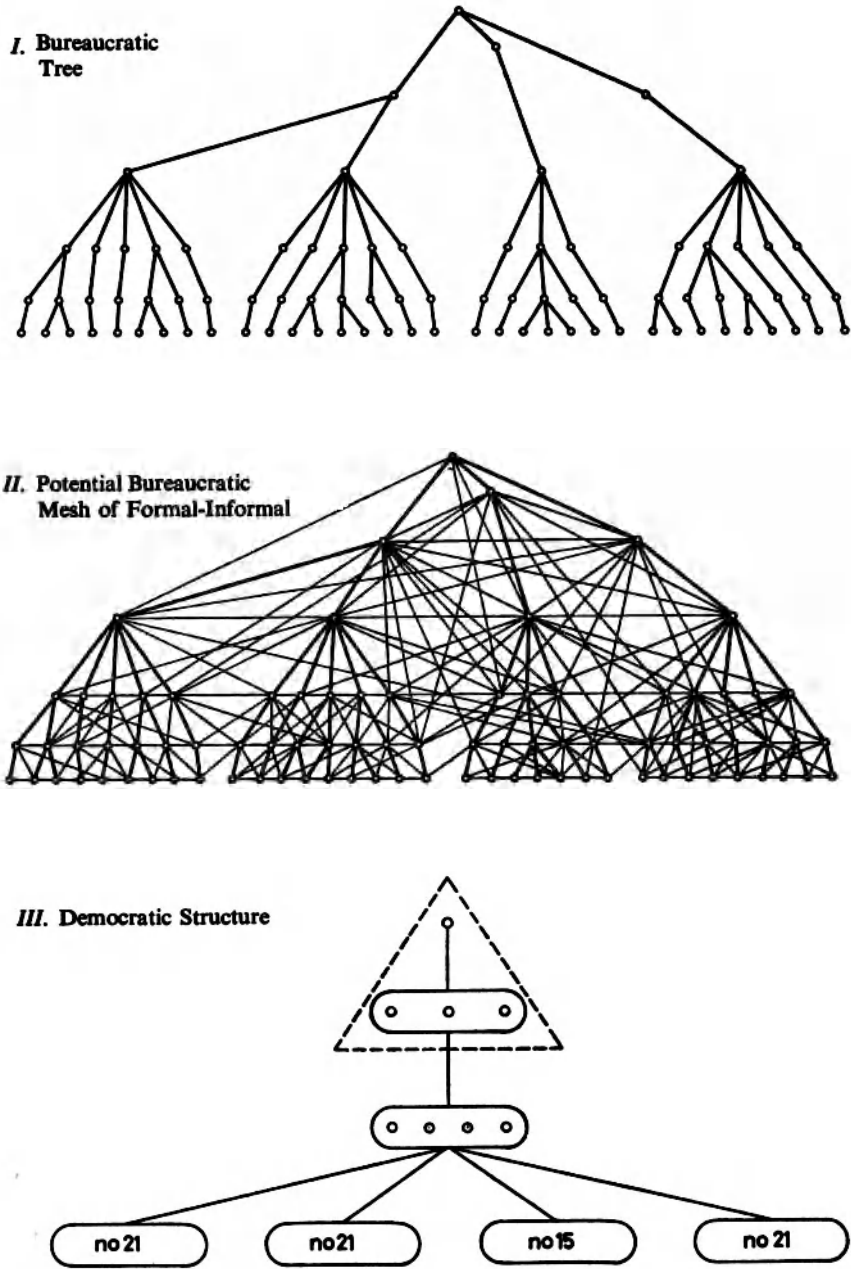 I. Bureaucratic
Tree
II. Potential Bureaucratic
Mesh of Formal-Informal
III. Democratic Structure
no 21
no 21
no 15
no 21